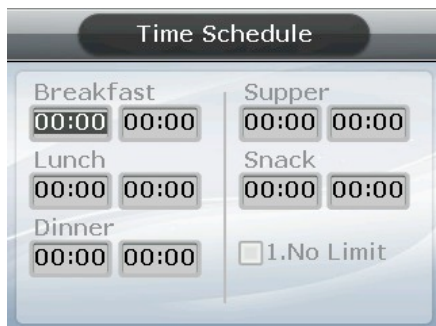 Time Schedule
Breakfast
00:00 00:00
Lunch
00:00 00:00
Dinner
00:00 00:00
Supper
00:00 00:00
Snack
00:00 00:00
1.No Limit